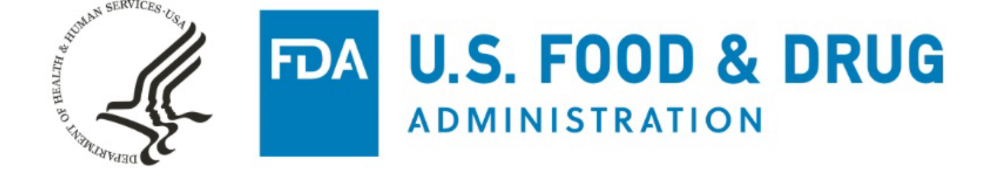 DEPARTMENT OF HEALTH & HUMAN SERVICES · USA
FDA
U.S. FOOD & DRUG
ADMINISTRATION